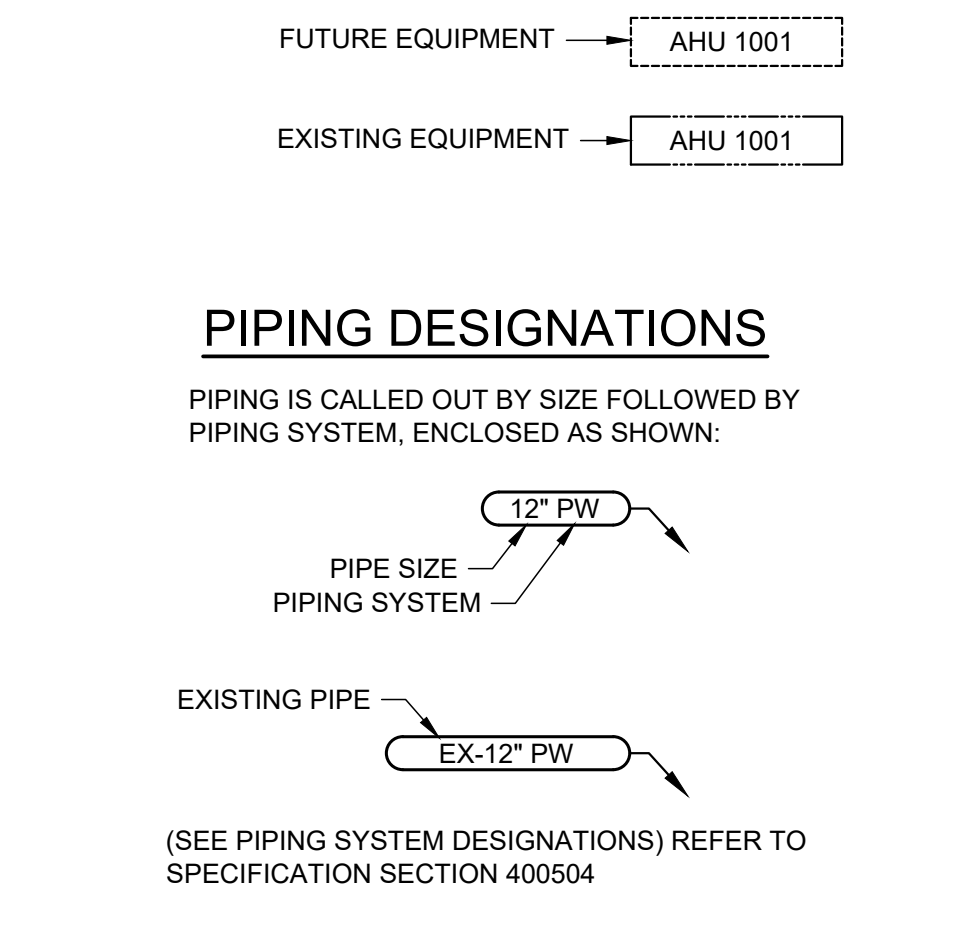 FUTURE EQUIPMENT AHU 1001
EXISTING EQUIPMENT AHU 1001
PIPING DESIGNATIONS
PIPING IS CALLED OUT BY SIZE FOLLOWED BY
PIPING SYSTEM, ENCLOSED AS SHOWN:
12" PW
PIPE SIZE
PIPING SYSTEM
EXISTING PIPE
EX-12" PW
(SEE PIPING SYSTEM DESIGNATIONS) REFER TO
SPECIFICATION SECTION 400504